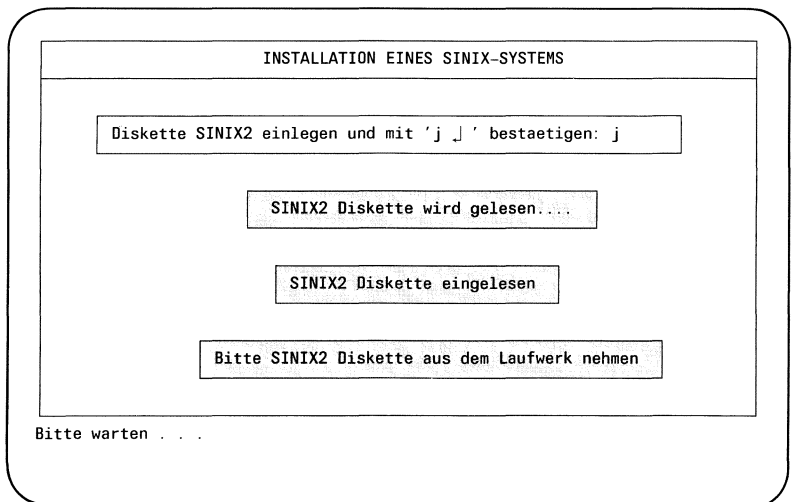 INSTALLATION EINES SINIX-SYSTEMS
Diskette SINIX2 einlegen und mit 'j ↲ ' bestaetigen: j
SINIX2 Diskette wird gelesen....
SINIX2 Diskette eingelesen
Bitte SINIX2 Diskette aus dem Laufwerk nehmen
Bitte warten . . .